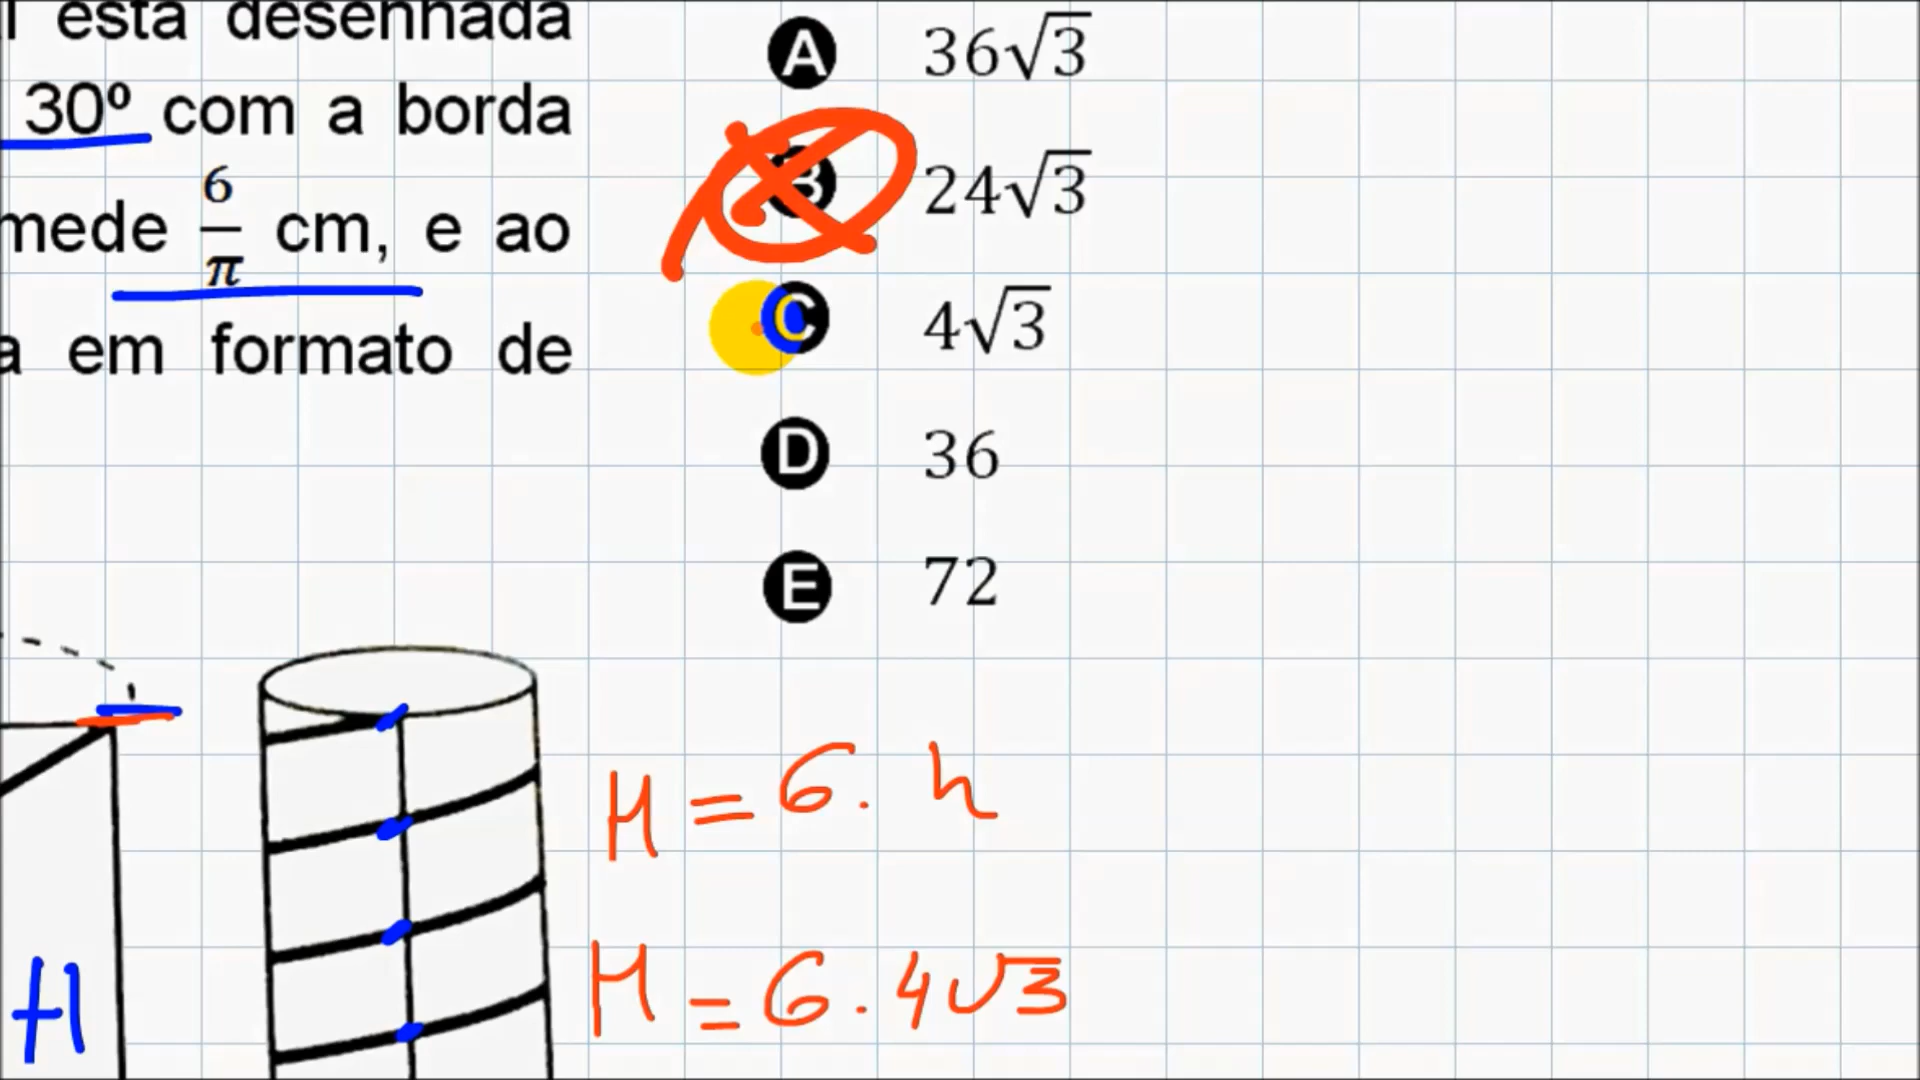 esta desenhada
30º com a borda
mede 6/π cm, e ao
a em formato de
A 36√3
B 24√3
C 4√3
D 36
E 72
H = 6 . h
H = 6 . 4√3
H